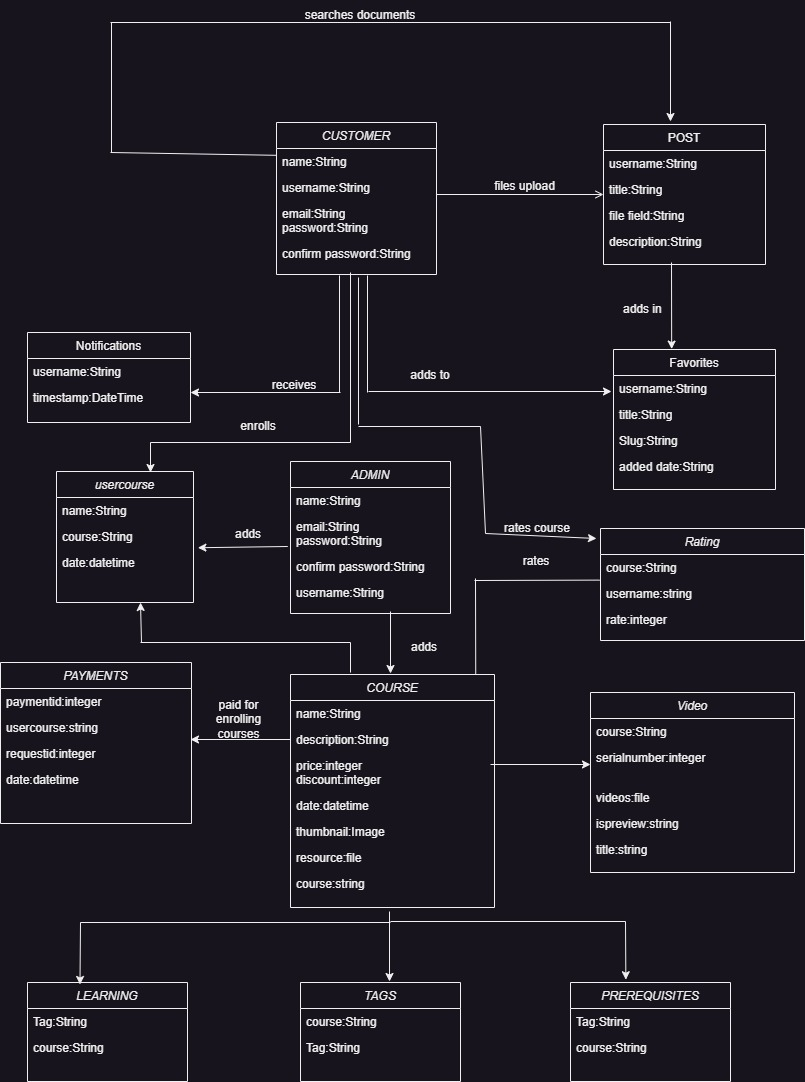 searches documents
CUSTOMER
name:String
username:String
email:String
password:String
confirm password:String
files upload
POST
username:String
title:String
file field:String
description:String
adds in
Notifications
username:String
timestamp:DateTime
receives
adds to
Favorites
username:String
title:String
Slug:String
added date:String
enrolls
usercourse
name:String
course:String
date:datetime
adds
ADMIN
name:String
email:String
password:String
confirm password:String
username:String
rates course
rates
Rating
course:String
username:string
rate:integer
adds
PAYMENTS
paymentid:integer
usercourse:string
requestid:integer
date:datetime
paid for
enrolling
courses
COURSE
name:String
description:String
price:integer
discount:integer
date:datetime
thumbnail:Image
resource:file
course:string
Video
course:String
serialnumber:integer
videos:file
ispreview:string
title:string
LEARNING
Tag:String
course:String
TAGS
course:String
Tag:String
PREREQUISITES
Tag:String
course:String